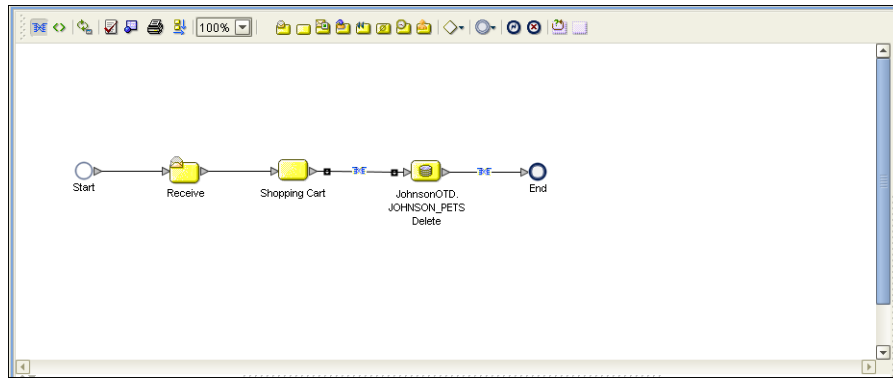 100%
Start
Receive
Shopping Cart
JohnsonOTD.
JOHNSON_PETS
Delete
End